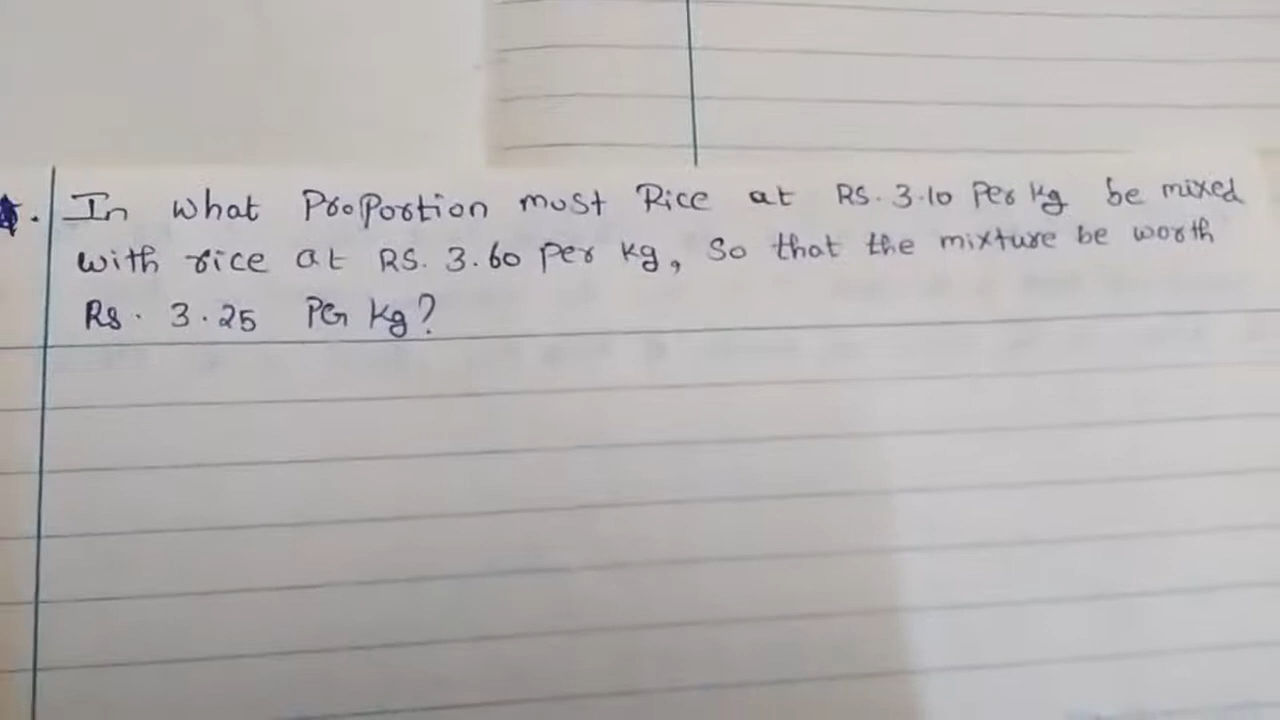 In what Proportion must Rice at RS. 3.10 Per kg be mixed
with rice at RS. 3.60 Per kg, So that the mixture be worth
Rs. 3.25 Per kg?